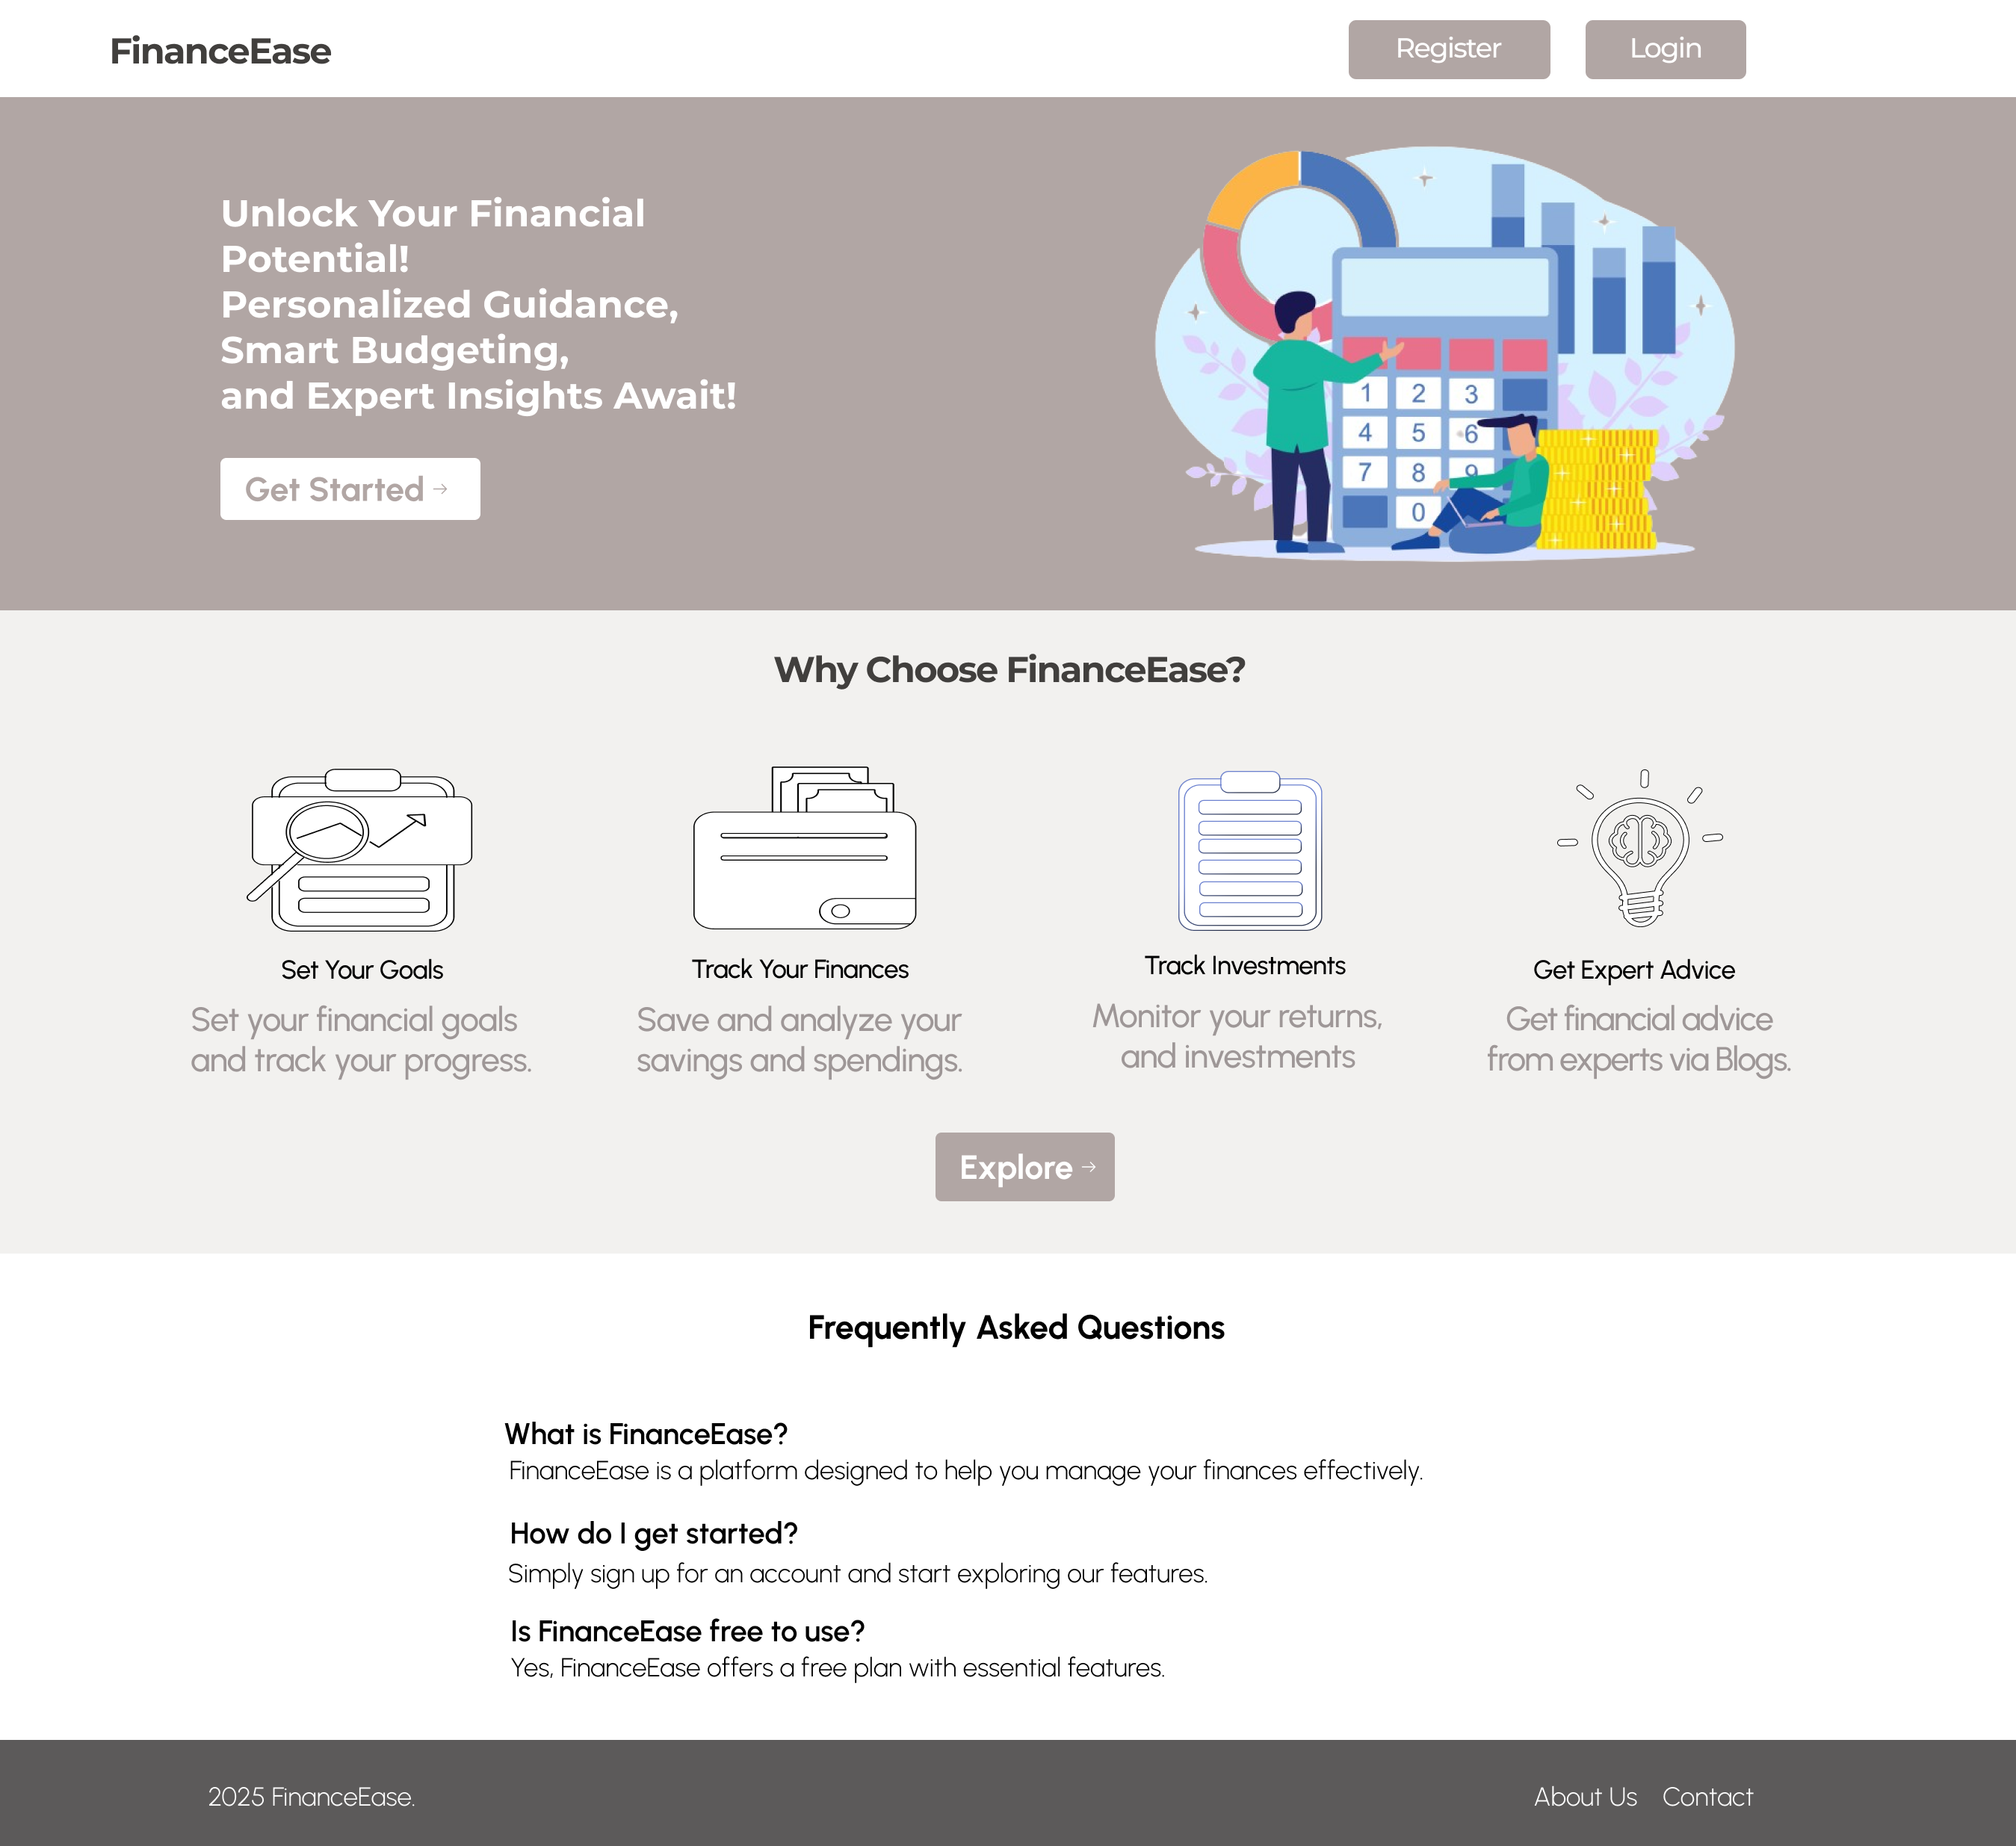 FinanceEase
Register
Login
Unlock Your Financial
Potential!
Personalized Guidance,
Smart Budgeting,
and Expert Insights Await!
Get Started →
1 2 3
4 5 6
7 8 9
0
Why Choose FinanceEase?
Set Your Goals
Set your financial goals
and track your progress.
Track Your Finances
Save and analyze your
savings and spendings.
Track Investments
Monitor your returns,
and investments
Get Expert Advice
Get financial advice
from experts via Blogs.
Explore →
Frequently Asked Questions
What is FinanceEase?
FinanceEase is a platform designed to help you manage your finances effectively.
How do I get started?
Simply sign up for an account and start exploring our features.
Is FinanceEase free to use?
Yes, FinanceEase offers a free plan with essential features.
2025 FinanceEase.
About Us
Contact